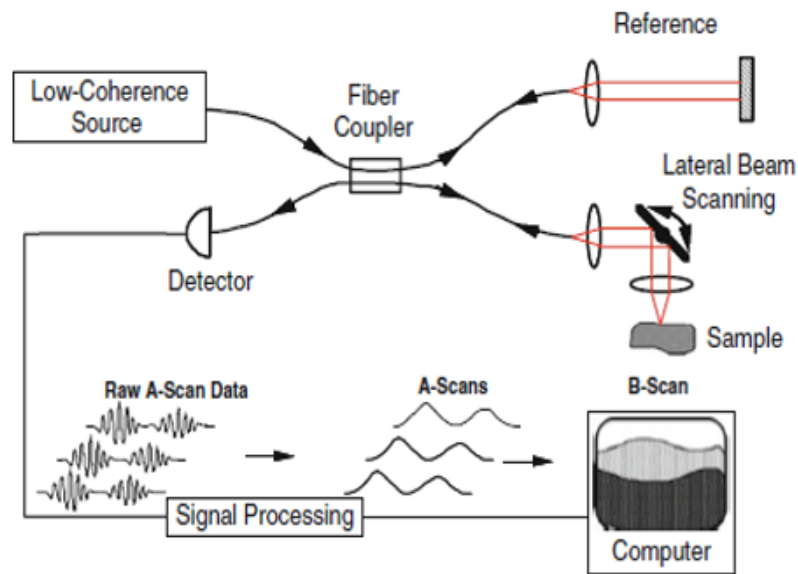 Reference
Low-Coherence
Source
Fiber
Coupler
Lateral Beam
Scanning
Detector
Sample
Raw A-Scan Data
A-Scans
B-Scan
Signal Processing
Computer